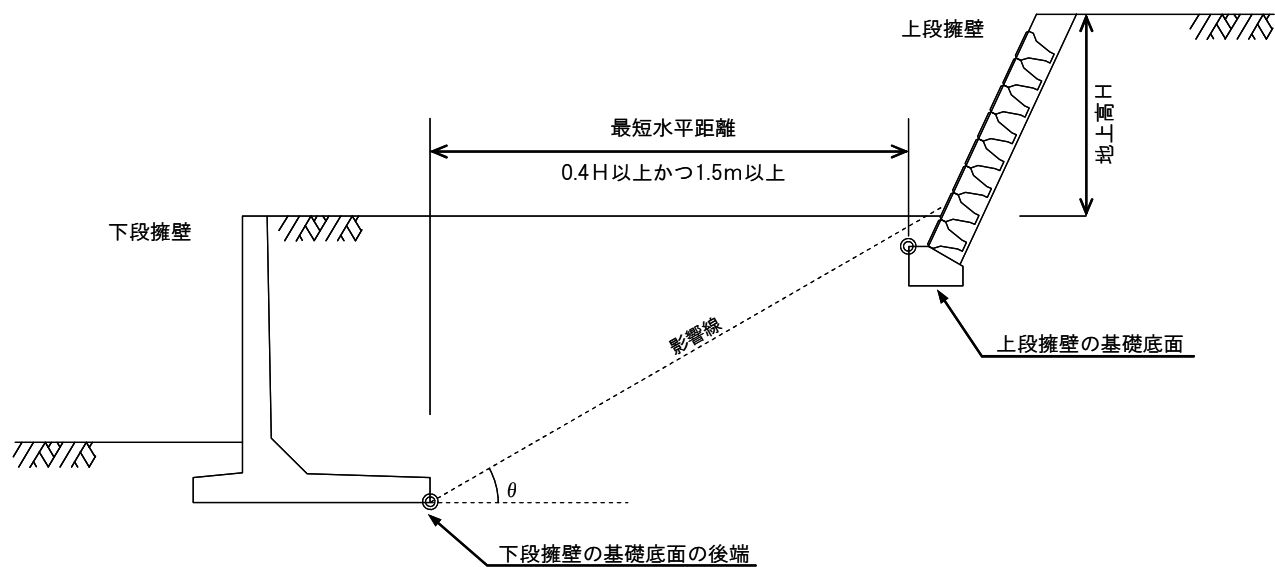 上段擁壁
地上高H
最短水平距離
0.4H以上かつ1.5m以上
下段擁壁
影響線
上段擁壁の基礎底面
θ
下段擁壁の基礎底面の後端